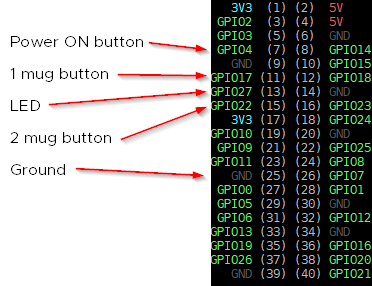 3V3 (1) (2) 5V
GPIO2 (3) (4) 5V
Power ON button
GPIO3 (5) (6) GND
GPIO4 (7) (8) GPIO14
GND (9) (10) GPIO15
1 mug button
GPIO17 (11) (12) GPIO18
GPIO27 (13) (14) GND
LED
GPIO22 (15) (16) GPIO23
3V3 (17) (18) GPIO24
2 mug button
GPIO10 (19) (20) GND
GPIO9 (21) (22) GPIO25
GPIO11 (23) (24) GPIO8
Ground
GND (25) (26) GPIO7
GPIO0 (27) (28) GPIO1
GPIO5 (29) (30) GND
GPIO6 (31) (32) GPIO12
GPIO13 (33) (34) GND
GPIO19 (35) (36) GPIO16
GPIO26 (37) (38) GPIO20
GND (39) (40) GPIO21